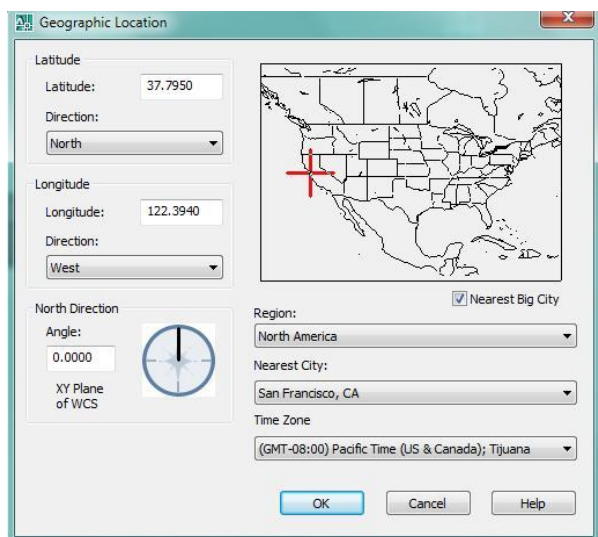 Geographic Location
Latitude
Latitude: 37.7950
Direction:
North
Longitude
Longitude: 122.3940
Direction:
West
North Direction
Angle:
0.0000
XY Plane
of WCS
Nearest Big City
Region:
North America
Nearest City:
San Francisco, CA
Time Zone
(GMT-08:00) Pacific Time (US & Canada); Tijuana
OK Cancel Help